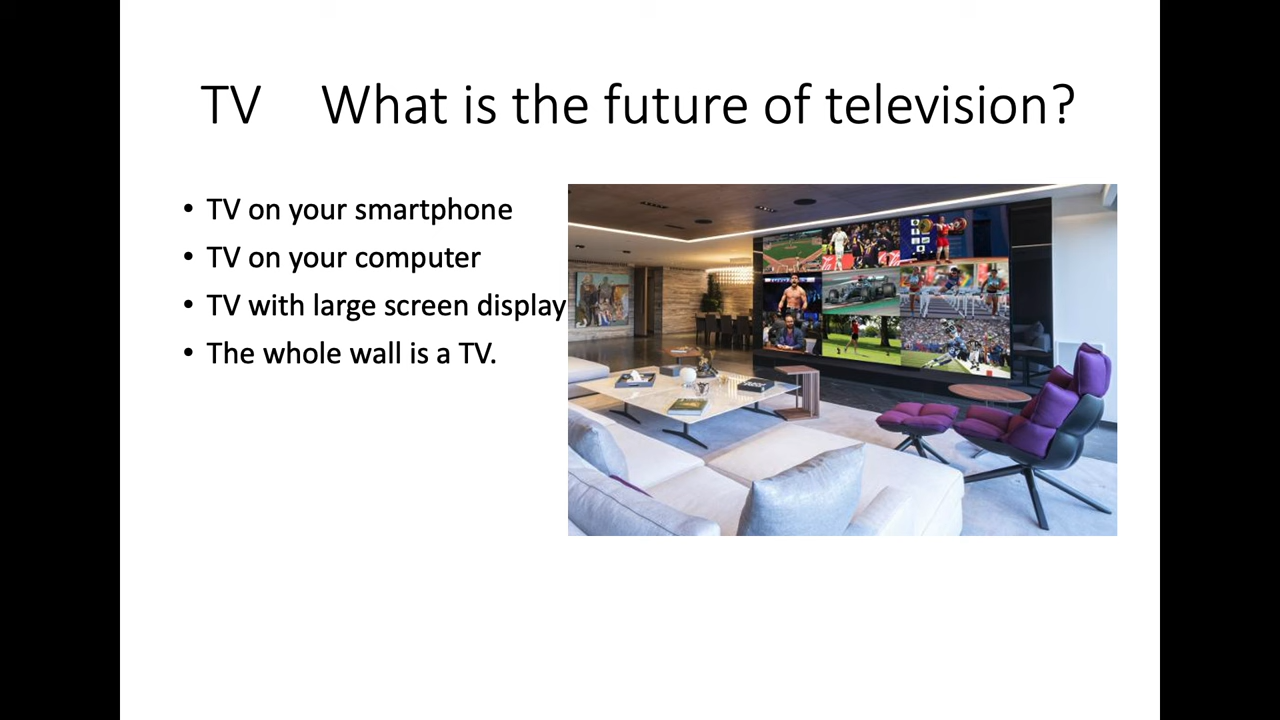 TV What is the future of television?
• TV on your smartphone
• TV on your computer
• TV with large screen display
• The whole wall is a TV.